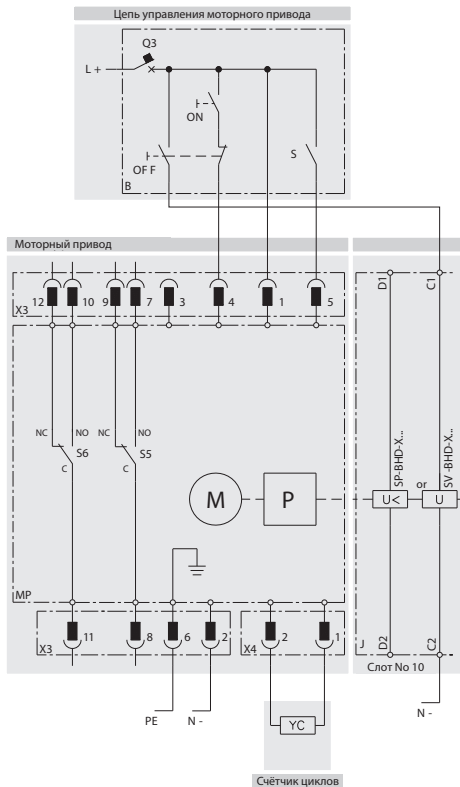 Цепь управления моторного привода
Q3
L +
ON
OF F
S
B
Моторный привод
12 10 9 7 3 4 1 5
X3
D1 C1
NC NO NC NO
S6 S5
C C
SP-BHD-X...
or
SV -BHD-X...
M P U< U
MP
11 8 6 2 2 1
X3 X4
J D2 C2
Слот No 10
PE N -
N -
YC
Счётчик циклов